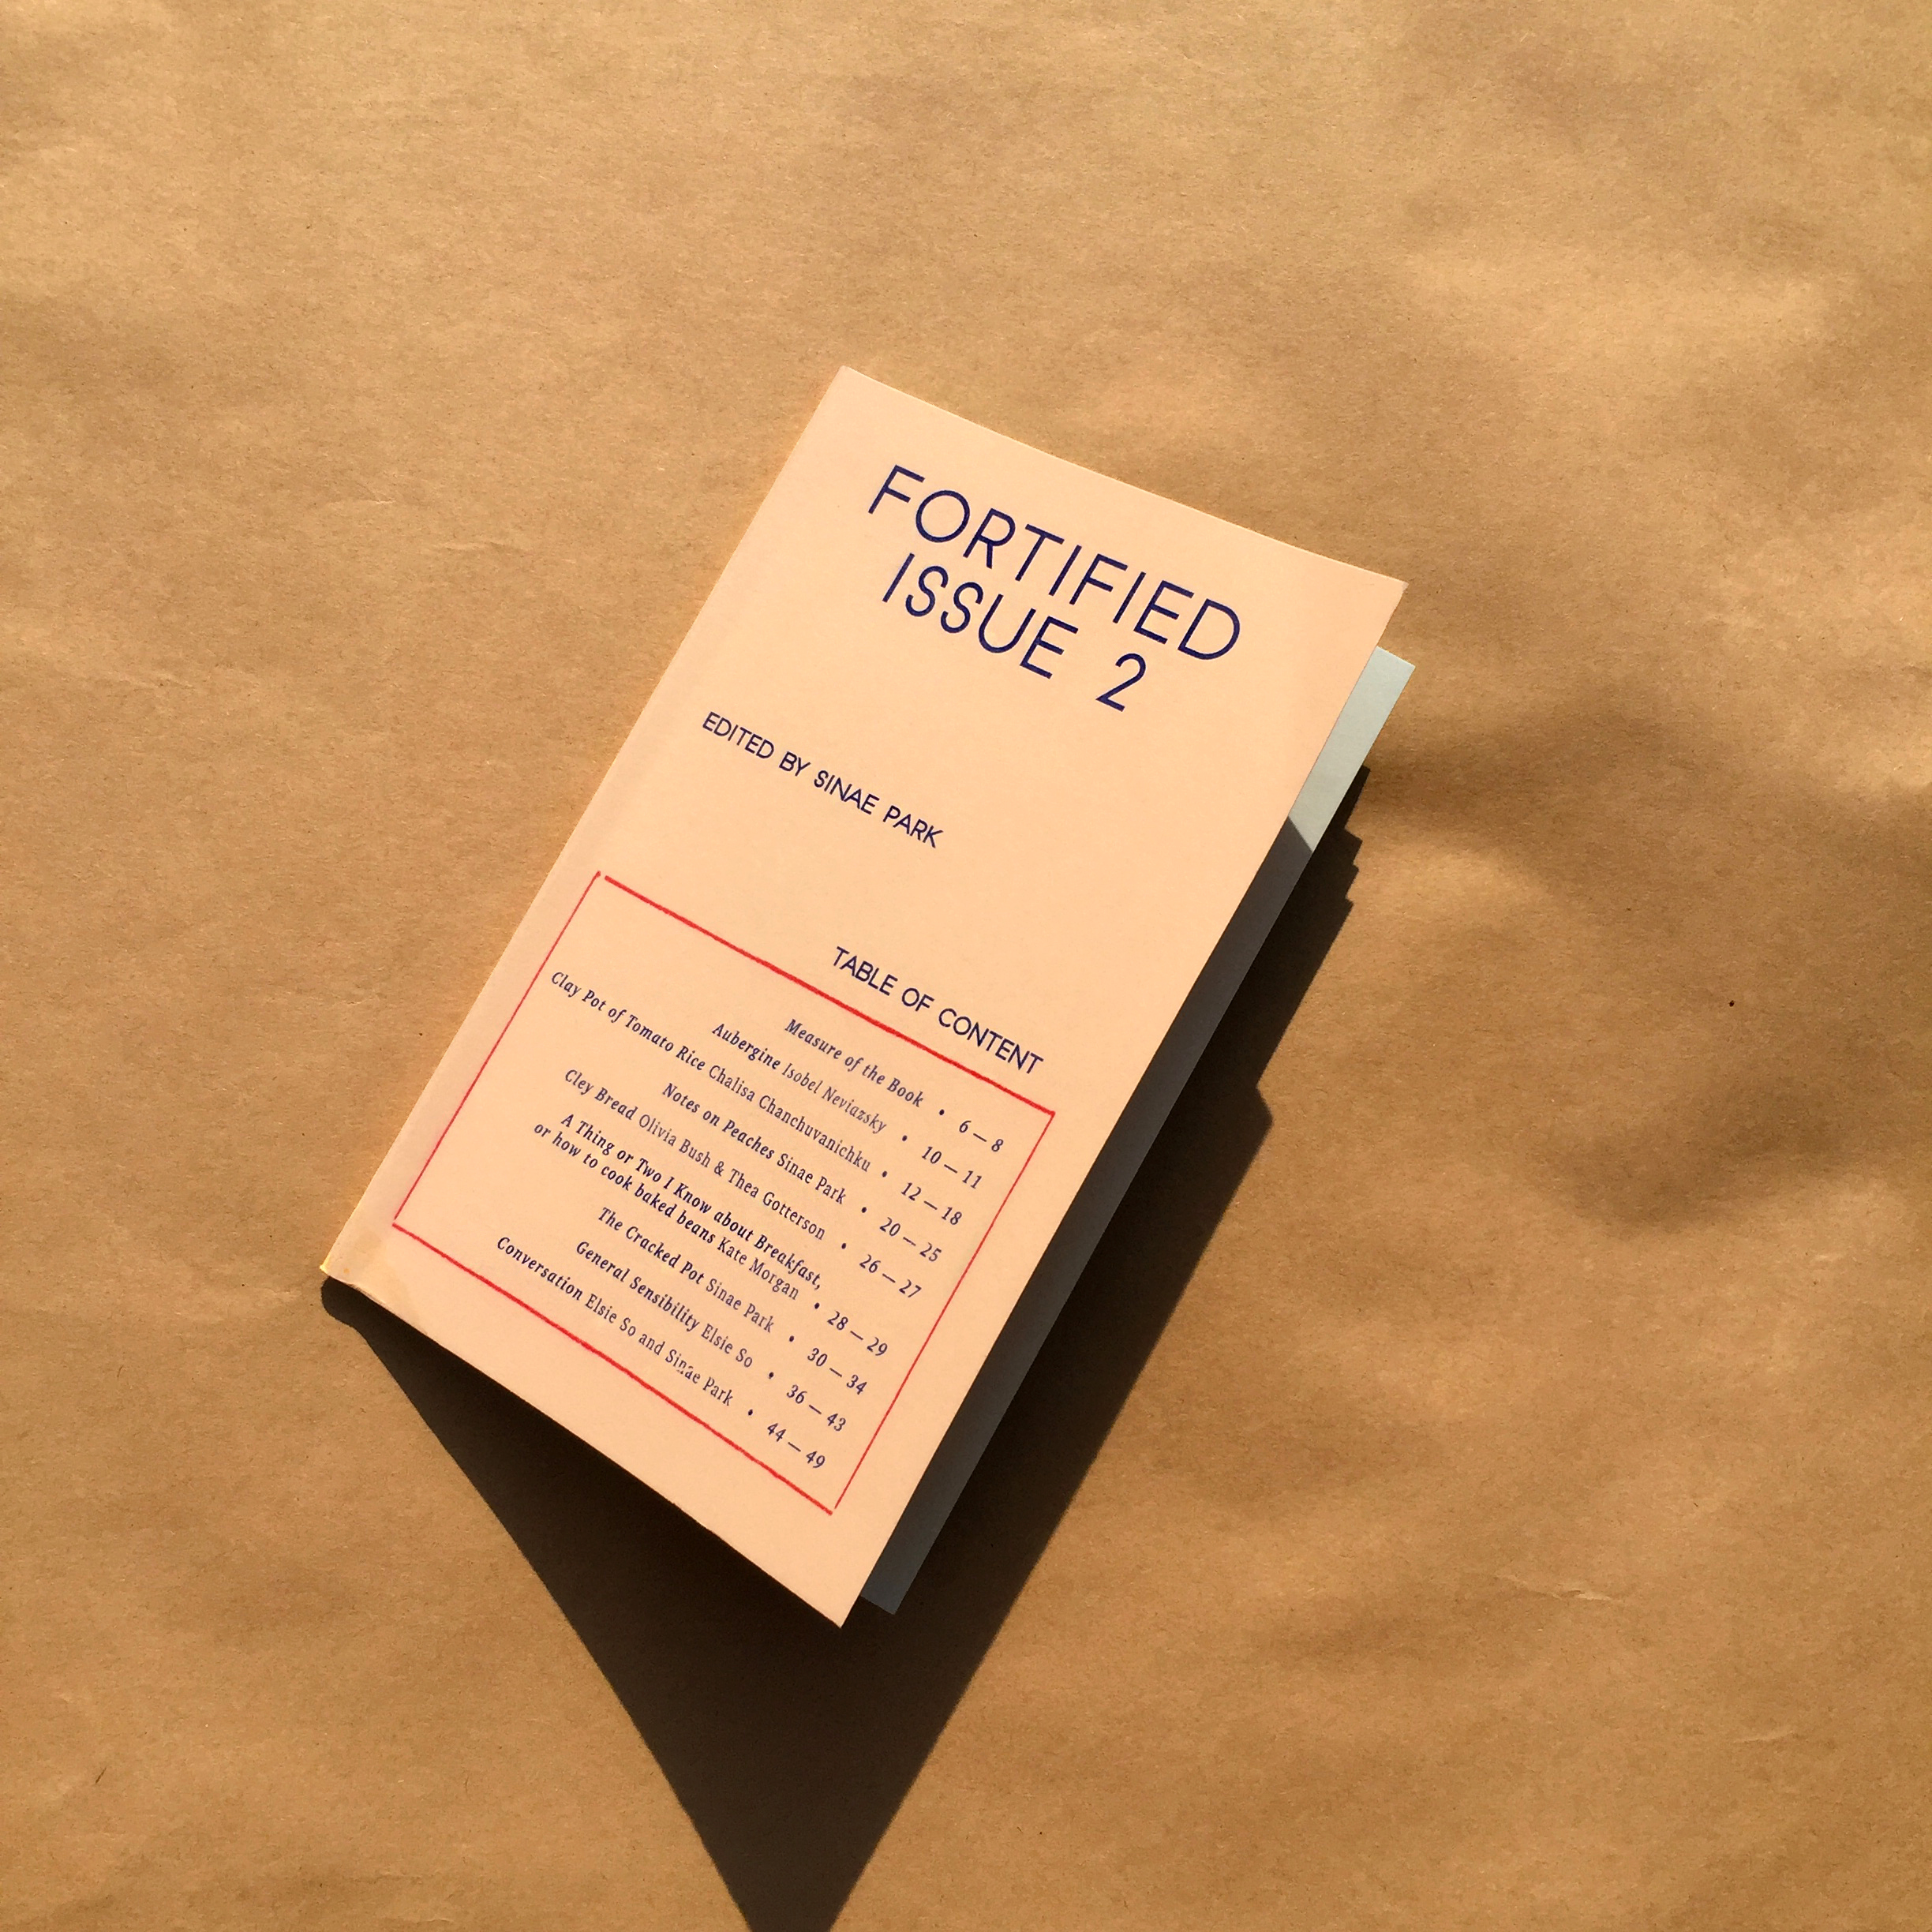 FORTIFIED
ISSUE 2
EDITED BY SINAE PARK
TABLE OF CONTENT
Measure of the Book • 6 — 8
Aubergine Isobel Neviazsky • 10 — 11
Clay Pot of Tomato Rice Chalisa Chanchuvanichku • 12 — 18
Notes on Peaches Sinae Park • 20 — 25
Cley Bread Olivia Bush & Thea Gotterson • 26 — 27
A Thing or Two I Know about Breakfast,
or how to cook baked beans Kate Morgan • 28 — 29
The Cracked Pot Sinae Park • 30 — 34
General Sensibility Elsie So • 36 — 43
Conversation Elsie So and Sinae Park • 44 — 49